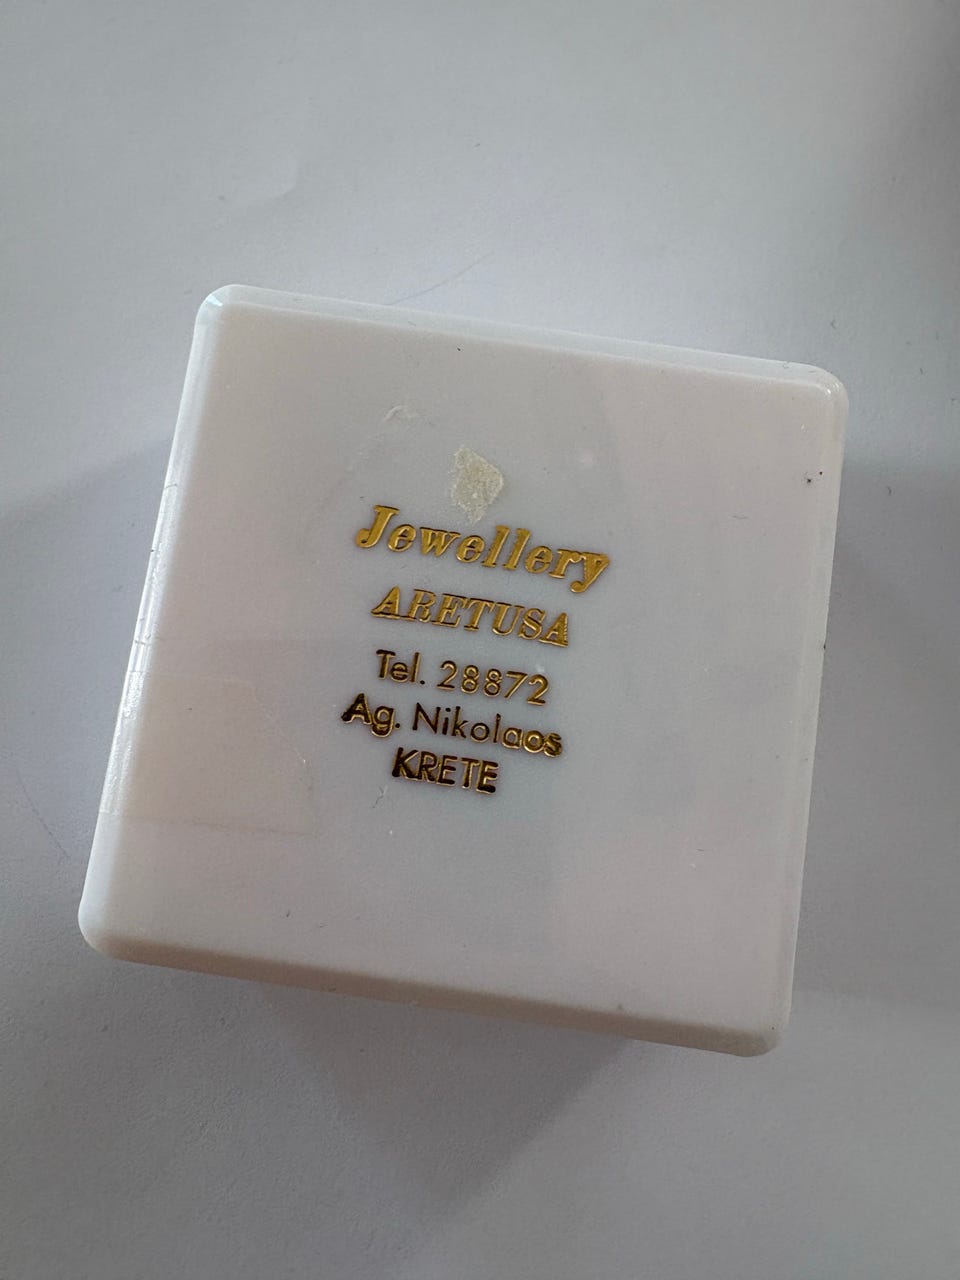 Jewellery
ARETUSA
Tel. 28872
Ag. Nikolaos
KRETE